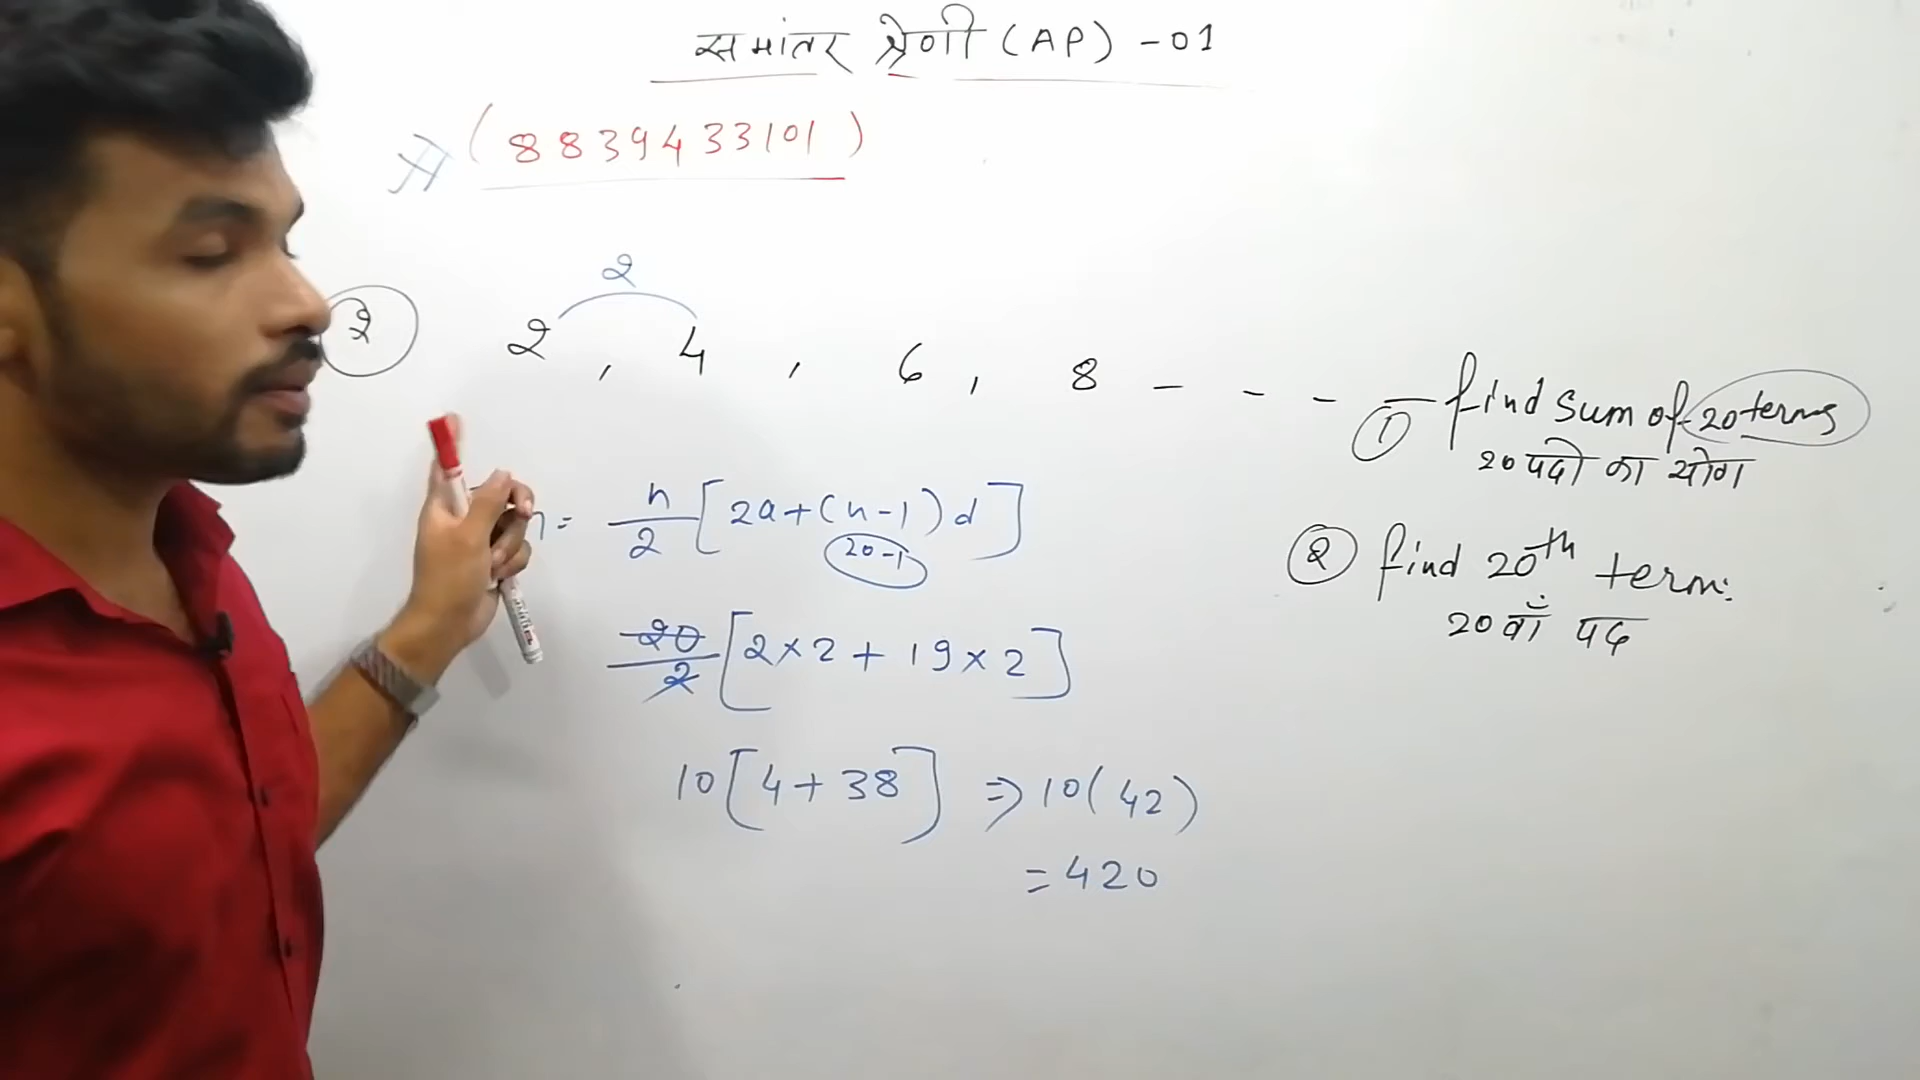 समांतर श्रेणी (AP) -01
(8839433101)
2
2 2 , 4 , 6 , 8 - - - -
① find sum of 20 terms
20 पदो का योग
n = n/2 [2a+(n-1)d]
20-1
② find 20th term:
20 वाँ पद
20/2 [2×2 + 19×2]
10[4+38] ⇒ 10(42)
= 420